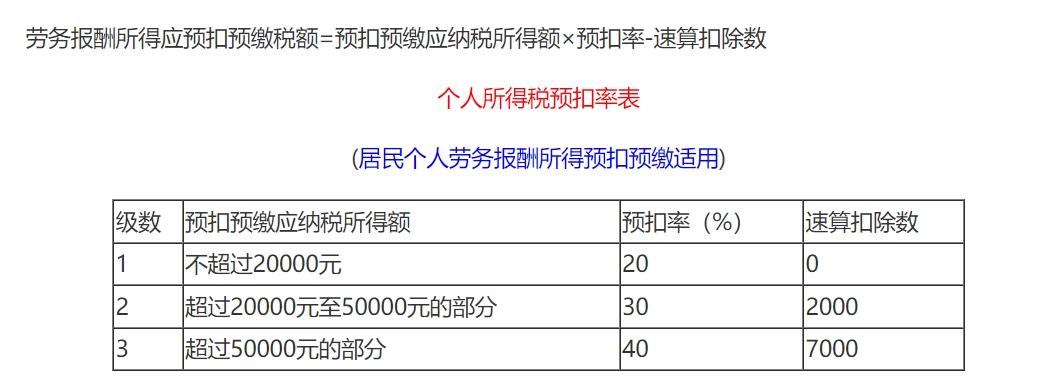 劳务报酬所得应预扣预缴税额=预扣预缴应纳税所得额×预扣率-速算扣除数
个人所得税预扣率表
(居民个人劳务报酬所得预扣预缴适用)
级数 预扣预缴应纳税所得额 预扣率（%） 速算扣除数
1 不超过20000元 20 0
2 超过20000元至50000元的部分 30 2000
3 超过50000元的部分 40 7000